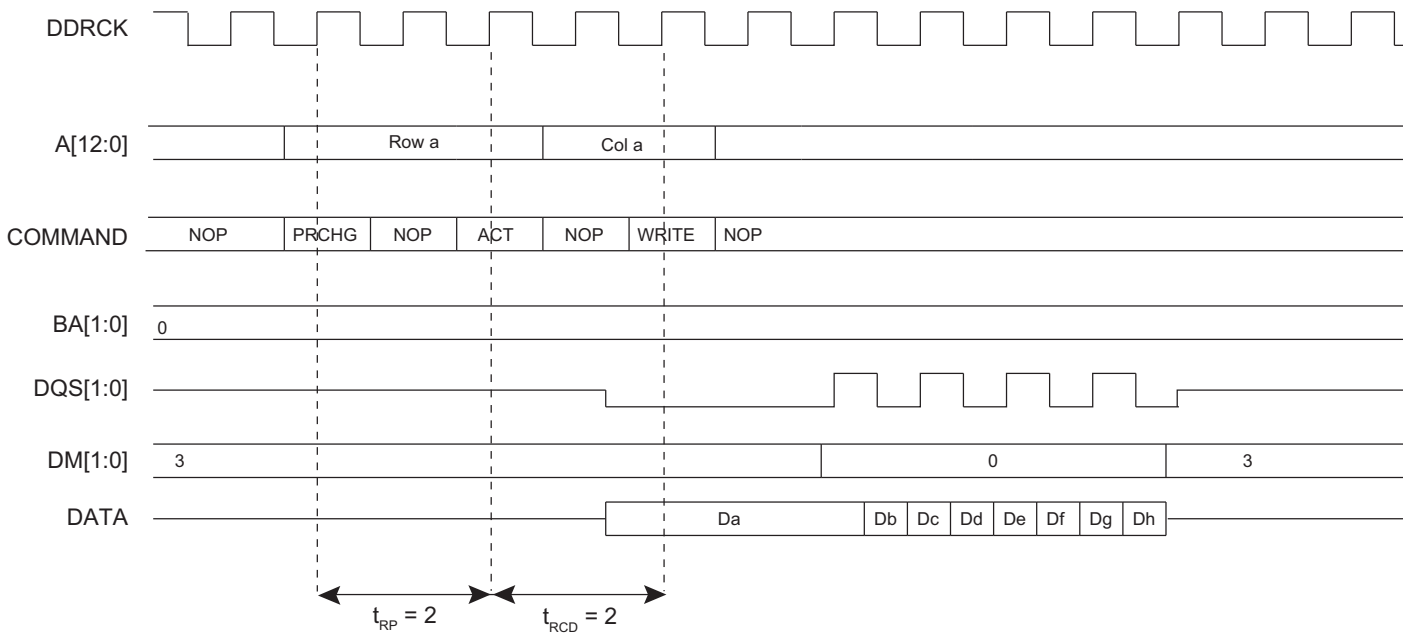 DDRCK
A[12:0] Row a Col a
COMMAND NOP PRCHG NOP ACT NOP WRITE NOP
BA[1:0] 0
DQS[1:0]
DM[1:0] 3 0 3
DATA Da Db Dc Dd De Df Dg Dh
tRP = 2 tRCD = 2